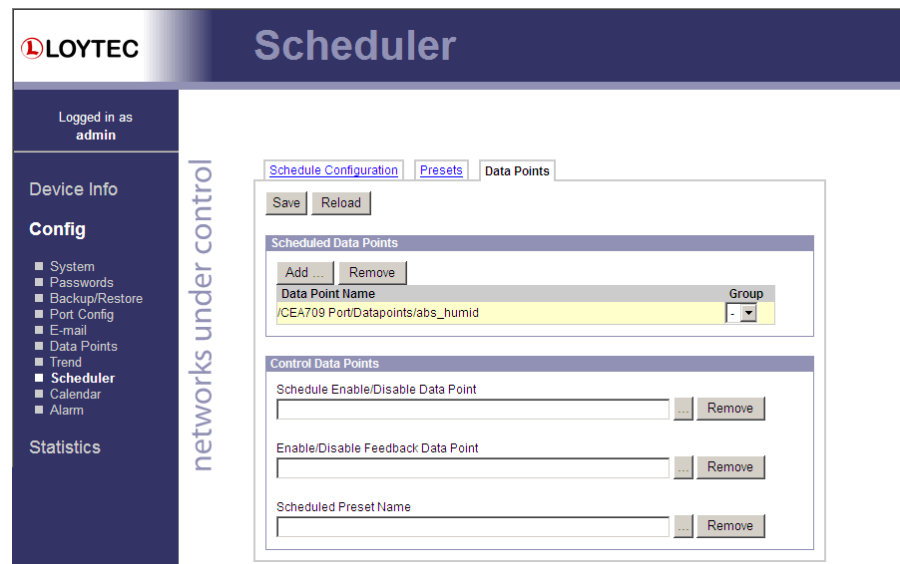 LOYTEC
Scheduler
Logged in as
admin
Device Info
Config
System
Passwords
Backup/Restore
Port Config
E-mail
Data Points
Trend
Scheduler
Calendar
Alarm
Statistics
networks under control
Schedule Configuration Presets Data Points
Save Reload
Scheduled Data Points
Add ... Remove
Data Point Name Group
/CEA709 Port/Datapoints/abs_humid -
Control Data Points
Schedule Enable/Disable Data Point
... Remove
Enable/Disable Feedback Data Point
... Remove
Scheduled Preset Name
... Remove